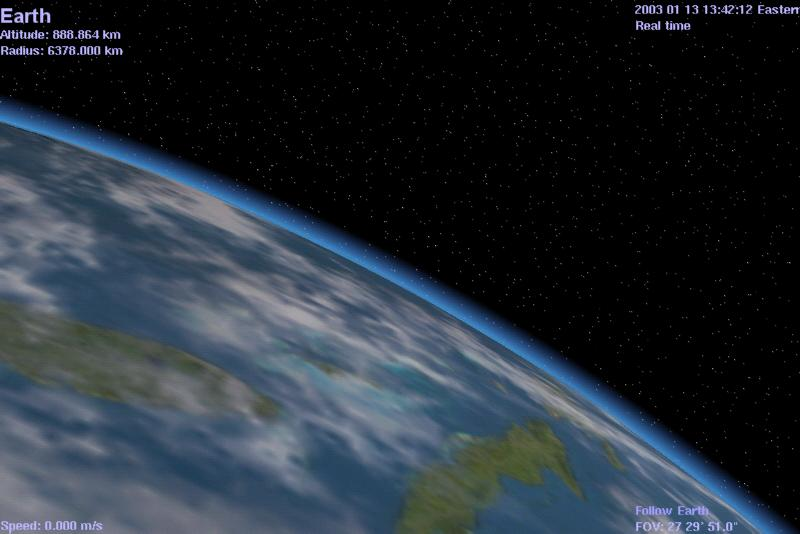 Earth
Altitude: 888.864 km
Radius: 6378.000 km
2003 01 13 13:42:12 Eastern
Real time
Speed: 0.000 m/s
Follow Earth
FOV: 27 29' 51.0"